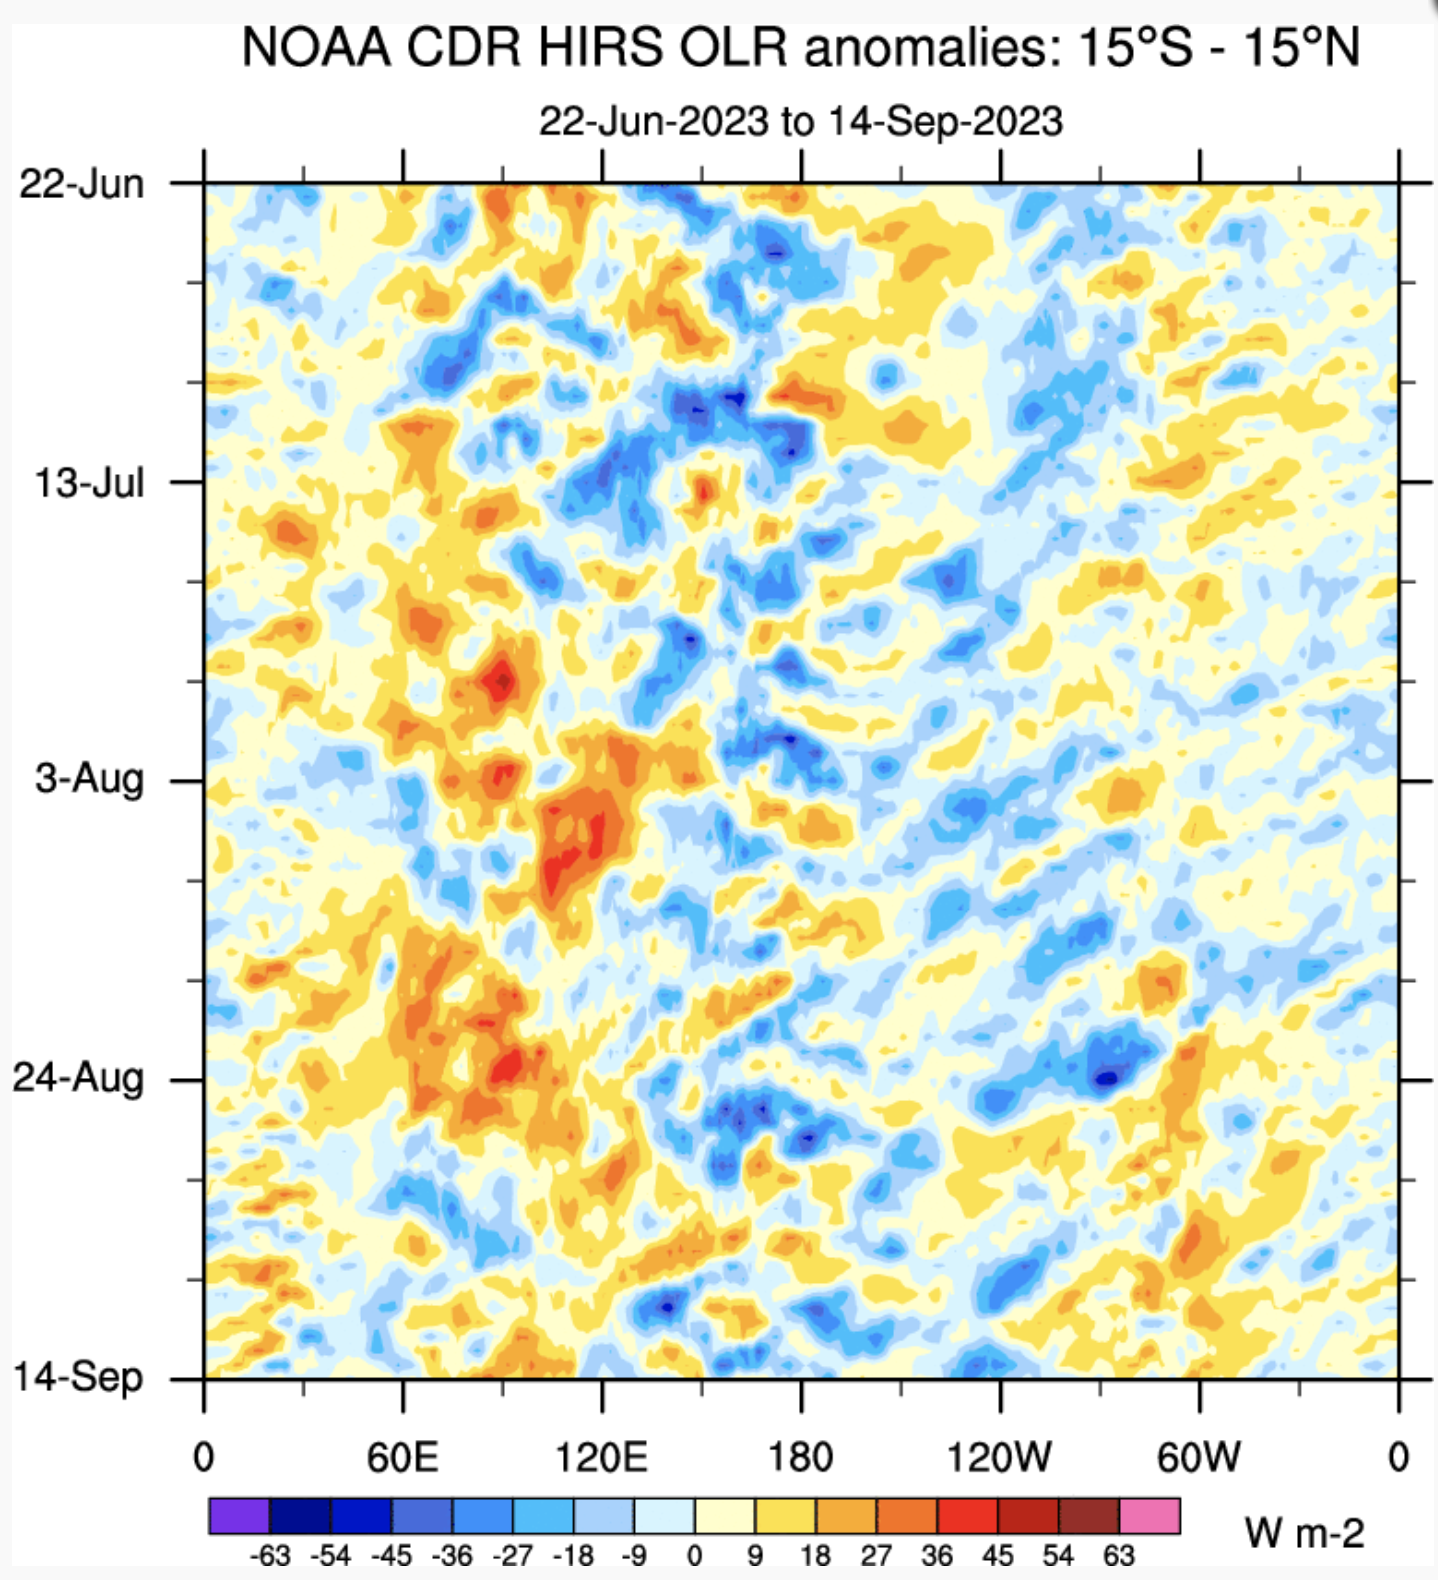 NOAA CDR HIRS OLR anomalies: 15°S - 15°N
22-Jun-2023 to 14-Sep-2023
22-Jun
13-Jul
3-Aug
24-Aug
14-Sep
0 60E 120E 180 120W 60W 0
-63 -54 -45 -36 -27 -18 -9 0 9 18 27 36 45 54 63
W m-2